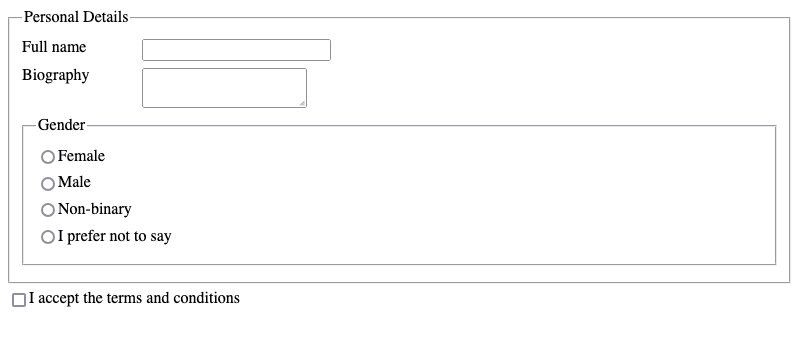 Personal Details
Full name
Biography
Gender
Female
Male
Non-binary
I prefer not to say
I accept the terms and conditions